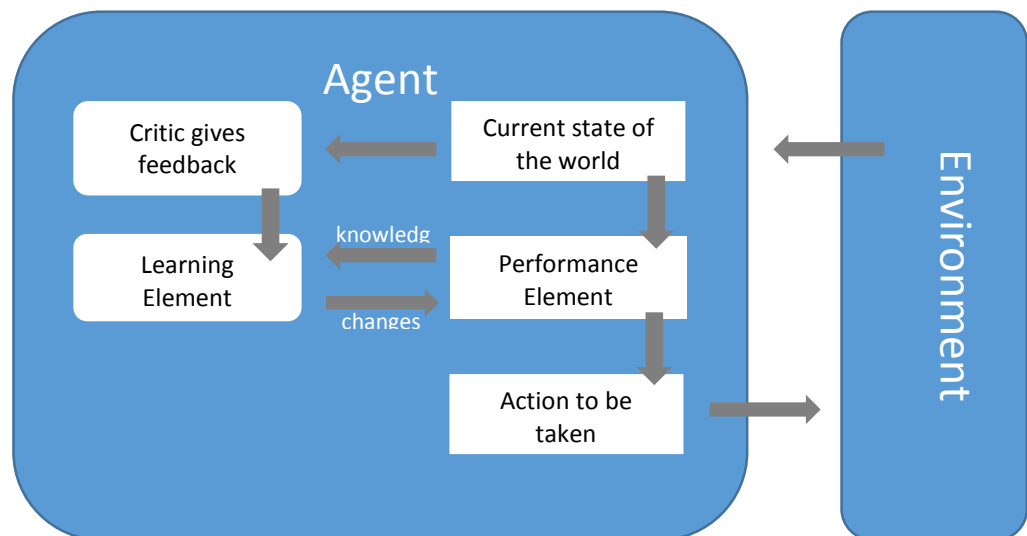 Agent
Critic gives
feedback
Current state of
the world
Learning
Element
knowledg
changes
Performance
Element
Action to be
taken
Environment